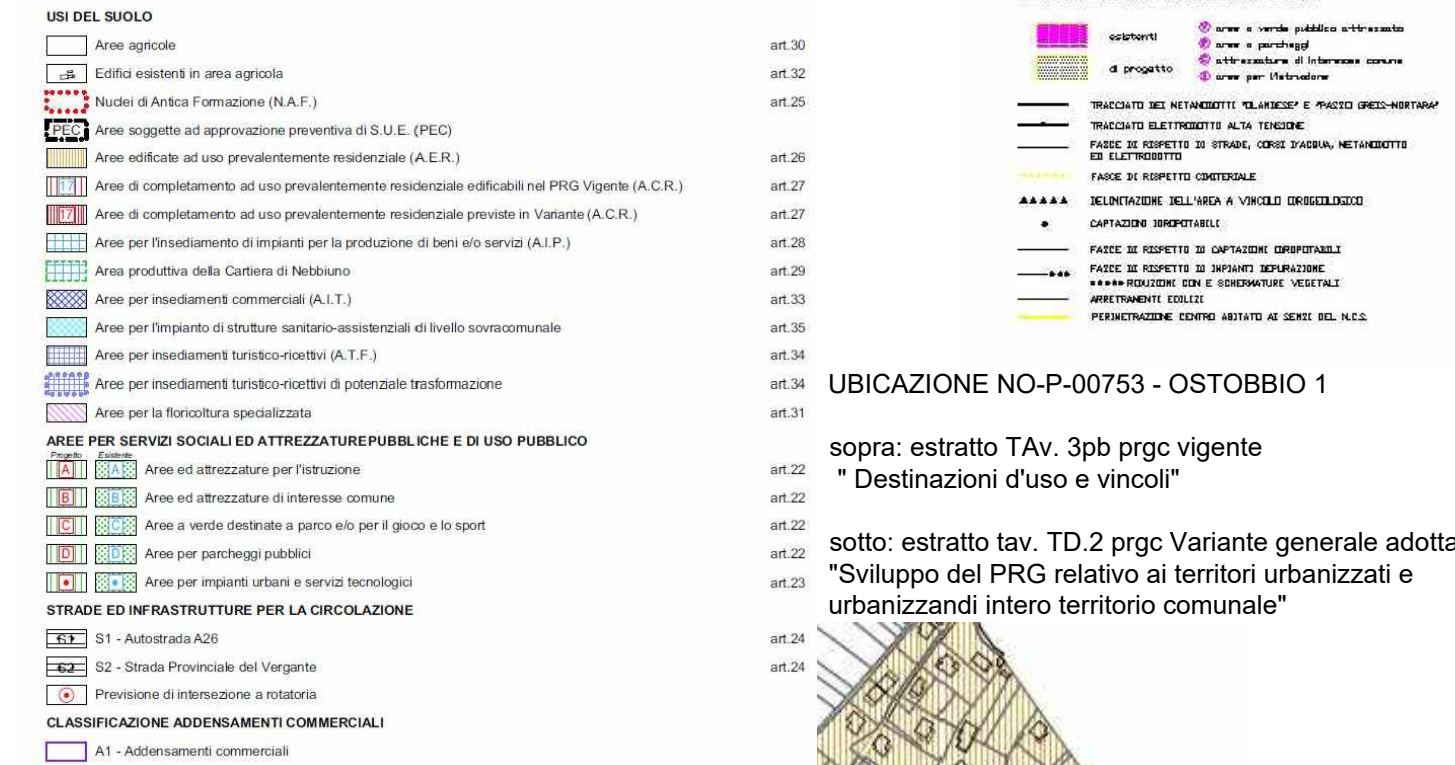 USI DEL SUOLO
Aree agricole art.30
Edifici esistenti in area agricola art.32
Nuclei di Antica Formazione (N.A.F.) art.25
PEC Aree soggette ad approvazione preventiva di S.U.E. (PEC)
Aree edificate ad uso prevalentemente residenziale (A.E.R.) art.26
17 Aree di completamento ad uso prevalentemente residenziale edificabili nel PRG Vigente (A.C.R.) art.27
17 Aree di completamento ad uso prevalentemente residenziale previste in Variante (A.C.R.) art.27
Aree per l'insediamento di impianti per la produzione di beni e/o servizi (A.I.P.) art.28
Area produttiva della Cartiera di Nebbiuno art.29
Aree per insediamenti commerciali (A.I.T.) art.33
Aree per l'impianto di strutture sanitario-assistenziali di livello sovracomunale art.35
Aree per insediamenti turistico-ricettivi (A.T.F.) art.34
Aree per insediamenti turistico-ricettivi di potenziale trasformazione art.34
Aree per la floricoltura specializzata art.31
AREE PER SERVIZI SOCIALI ED ATTREZZATURE PUBBLICHE E DI USO PUBBLICO
Progetto Esistente
A A Aree ed attrezzature per l'istruzione art.22
B B Aree ed attrezzature di interesse comune art.22
C C Aree a verde destinate a parco e/o per il gioco e lo sport art.22
D D Aree per parcheggi pubblici art.22
Aree per impianti urbani e servizi tecnologici art.23
STRADE ED INFRASTRUTTURE PER LA CIRCOLAZIONE
S1 S1 - Autostrada A26 art.24
S2 S2 - Strada Provinciale del Vergante art.24
Previsione di intersezione a rotatoria
CLASSIFICAZIONE ADDENSAMENTI COMMERCIALI
A1 - Addensamenti commerciali
esistenti
di progetto
aree a verde pubblico attrezzato
aree a parcheggi
attrezzature di interesse comune
aree per l'istruzione
TRACCIATO DEI METANODOTTI "OLANDESE" E "PASZO GREIS-MORTARA"
TRACCIATO ELETTRODOTTO ALTA TENSIONE
FASCE DI RISPETTO DI STRADE, CORSI D'ACQUA, METANODOTTO
ED ELETTRODOTTO
FASCE DI RISPETTO CIMITERIALE
DELIMITAZIONE DELL'AREA A VINCOLO IDROGEOLOGICO
CAPTAZIONI IDROPOTABILI
FASCE DI RISPETTO DI CAPTAZIONI IDROPOTABILI
FASCE DI RISPETTO DI IMPIANTI DEPURAZIONE
RIDUZIONI CON E SCHERMATURE VEGETALI
ARRETRAMENTI EDILIZI
PERIMETRAZIONE CENTRO ABITATO AI SENSI DEL N.C.S.
UBICAZIONE NO-P-00753 - OSTOBBIO 1
sopra: estratto TAv. 3pb prgc vigente
" Destinazioni d'uso e vincoli"
sotto: estratto tav. TD.2 prgc Variante generale adotta
"Sviluppo del PRG relativo ai territori urbanizzati e
urbanizzandi intero territorio comunale"